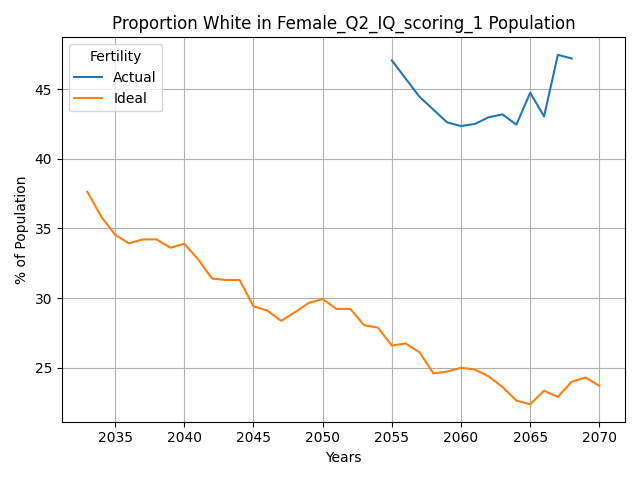 Proportion White in Female_Q2_IQ_scoring_1 Population
Fertility
Actual
Ideal
% of Population
45
40
35
30
25
2035 2040 2045 2050 2055 2060 2065 2070
Years